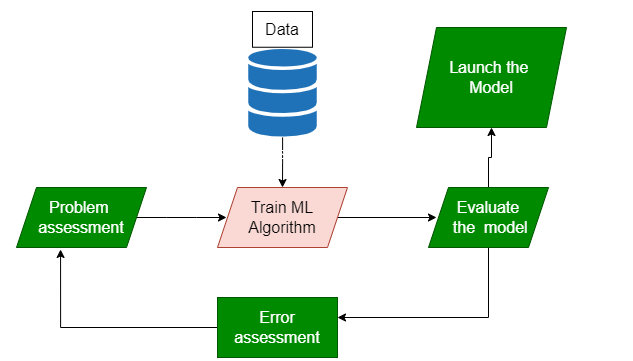 Data
Launch the
Model
Problem
assessment
Train ML
Algorithm
Evaluate
the model
Error
assessment